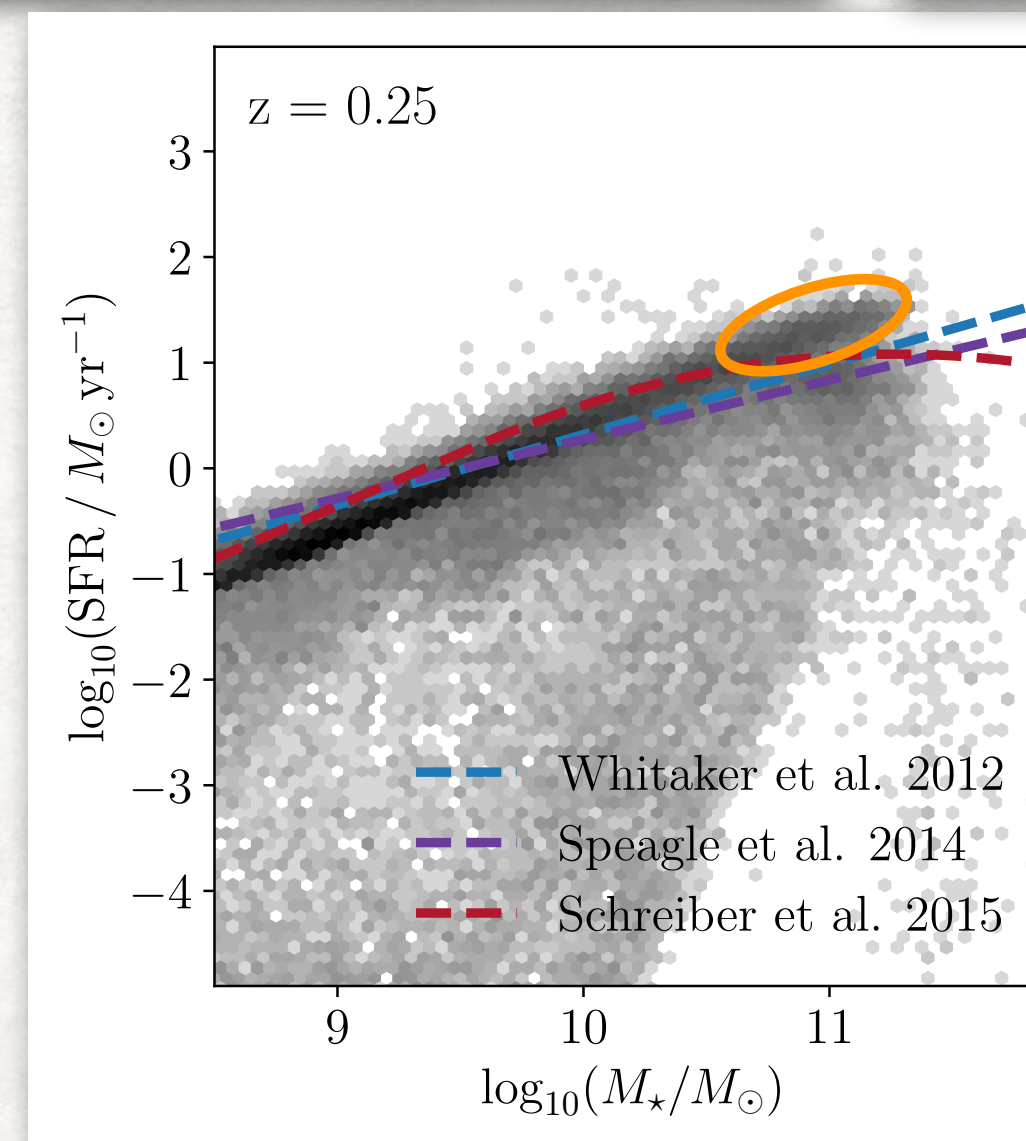 z = 0.25
3
2
1
0
−1
−2
−3
−4
log₁₀(SFR / M⊙ yr⁻¹)
Whitaker et al. 2012
Speagle et al. 2014
Schreiber et al. 2015
9 10 11
log₁₀(M⋆/M⊙)